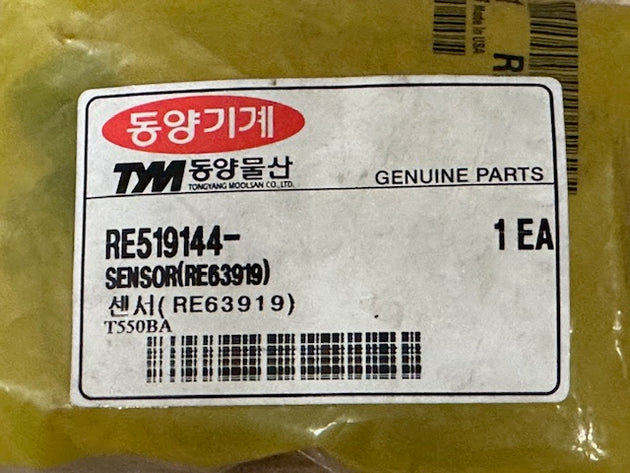 Made in USA
R
동양기계
TYM 동양물산
TONGYANG MOOLSAN CO., LTD.
GENUINE PARTS
RE519144-
1 EA
SENSOR(RE63919)
센서(RE63919)
T550BA